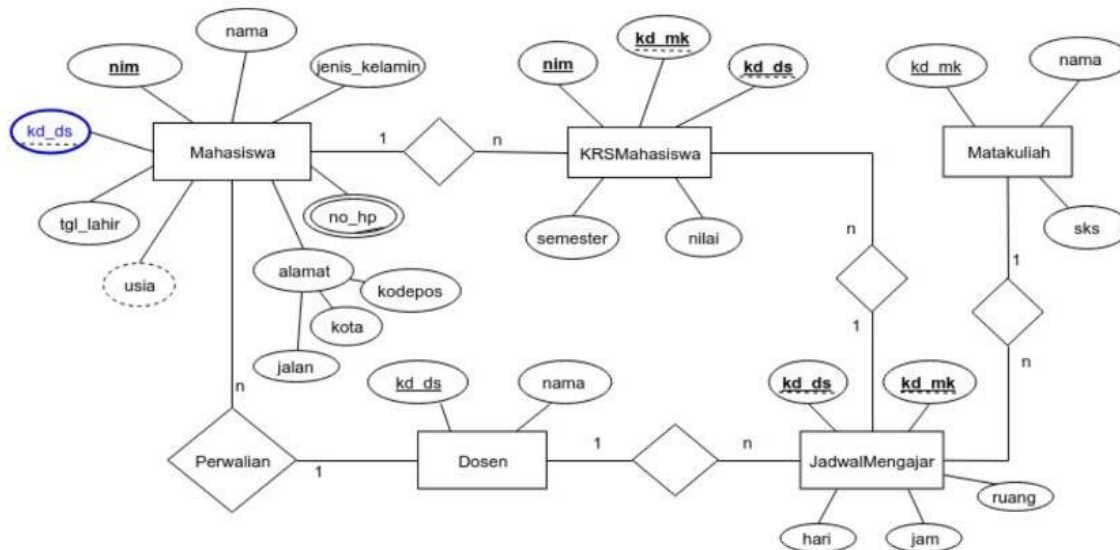 nama
nim
jenis_kelamin
kd_ds
Mahasiswa
tgl_lahir
usia
no_hp
alamat
kodepos
kota
jalan
1
n
kd_mk
nim
kd_ds
KRSMahasiswa
semester
nilai
kd_mk
nama
Matakuliah
sks
n
1
1
n
n
Perwalian
1
kd_ds
nama
Dosen
1
n
kd_ds
kd_mk
JadwalMengajar
ruang
hari
jam